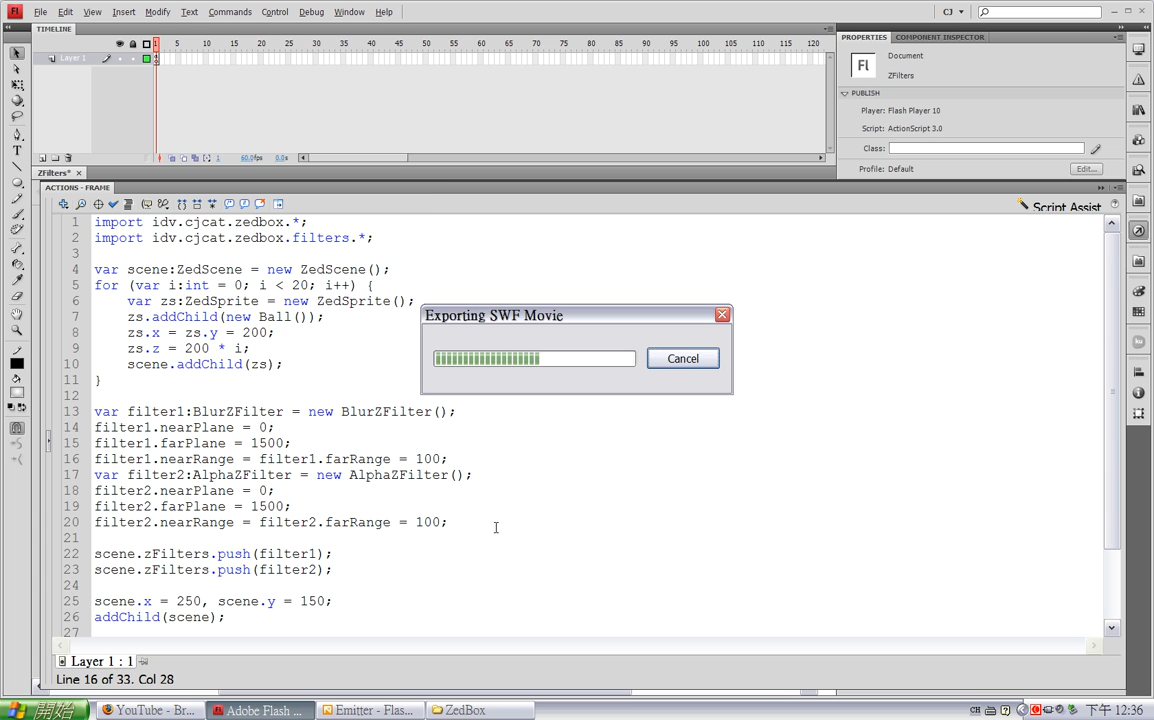 Fl File Edit View Insert Modify Text Commands Control Debug Window Help CJ
TIMELINE
1 5 10 15 20 25 30 35 40 45 50 55 60 65 70 75 80 85 90 95 100 105 110 115 120
Layer 1
1 60.0fps 0.0s
PROPERTIES COMPONENT INSPECTOR
Fl Document
ZFilters
PUBLISH
Player: Flash Player 10
Script: ActionScript 3.0
Class:
Profile: Default Edit...
ZFilters*
ACTIONS - FRAME
Script Assist
1 import idv.cjcat.zedbox.*;
2 import idv.cjcat.zedbox.filters.*;
3
4 var scene:ZedScene = new ZedScene();
5 for (var i:int = 0; i < 20; i++) {
6 var zs:ZedSprite = new ZedSprite();
7 zs.addChild(new Ball());
8 zs.x = zs.y = 200;
9 zs.z = 200 * i;
10 scene.addChild(zs);
11 }
12
13 var filter1:BlurZFilter = new BlurZFilter();
14 filter1.nearPlane = 0;
15 filter1.farPlane = 1500;
16 filter1.nearRange = filter1.farRange = 100;
17 var filter2:AlphaZFilter = new AlphaZFilter();
18 filter2.nearPlane = 0;
19 filter2.farPlane = 1500;
20 filter2.nearRange = filter2.farRange = 100;
21
22 scene.zFilters.push(filter1);
23 scene.zFilters.push(filter2);
24
25 scene.x = 250, scene.y = 150;
26 addChild(scene);
27
Exporting SWF Movie
Cancel
Layer 1 : 1
Line 16 of 33, Col 28
開始 YouTube - Br... Adobe Flash ... Emitter - Flas... ZedBox CH 下午 12:36